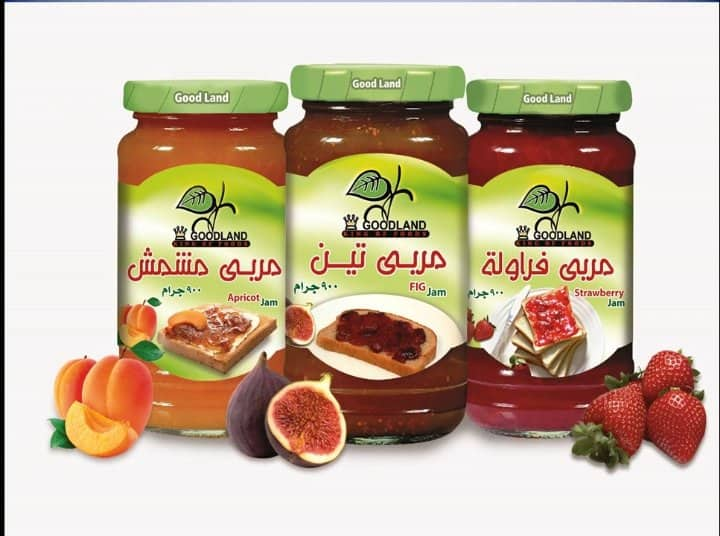 Good Land
GOODLAND
KING OF FOODS
مربى مشمش
٩٠٠ جرام
Apricot Jam
Good Land
GOODLAND
KING OF FOODS
مربى تين
٩٠٠ جرام
FIG Jam
Good Land
GOODLAND
KING OF FOODS
مربى فراولة
٩٠٠ جرام
Strawberry
Jam